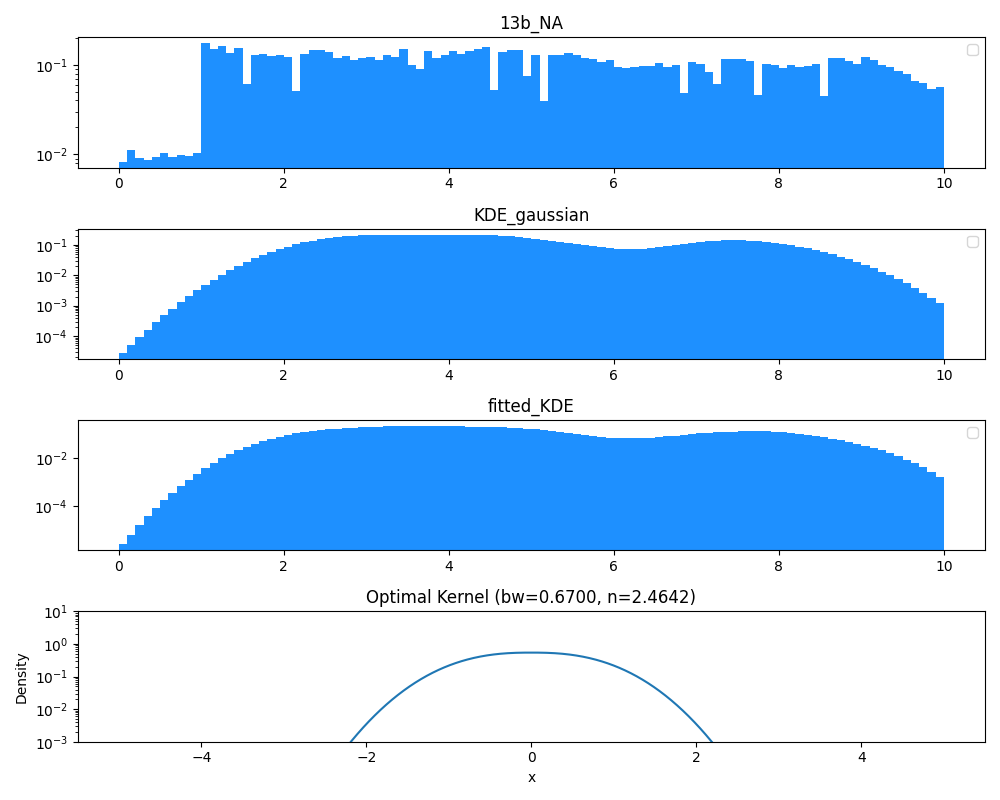 13b_NA
10⁻¹
10⁻²
0 2 4 6 8 10
KDE_gaussian
10⁻¹
10⁻²
10⁻³
10⁻⁴
0 2 4 6 8 10
fitted_KDE
10⁻²
10⁻⁴
0 2 4 6 8 10
Optimal Kernel (bw=0.6700, n=2.4642)
Density
10¹
10⁰
10⁻¹
10⁻²
10⁻³
−4 −2 0 2 4
x